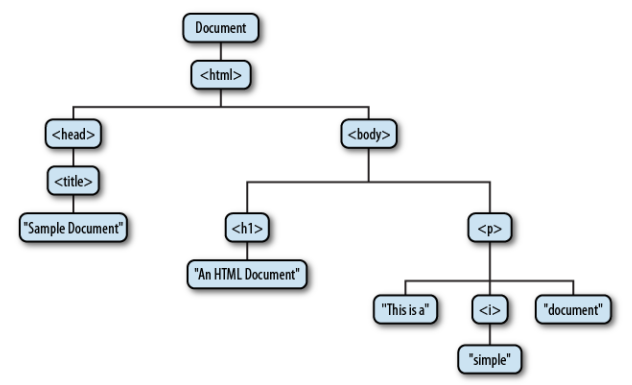 Document
<html>
<head>
<body>
<title>
"Sample Document"
<h1>
<p>
"An HTML Document"
"This is a"
<i>
"document"
"simple"